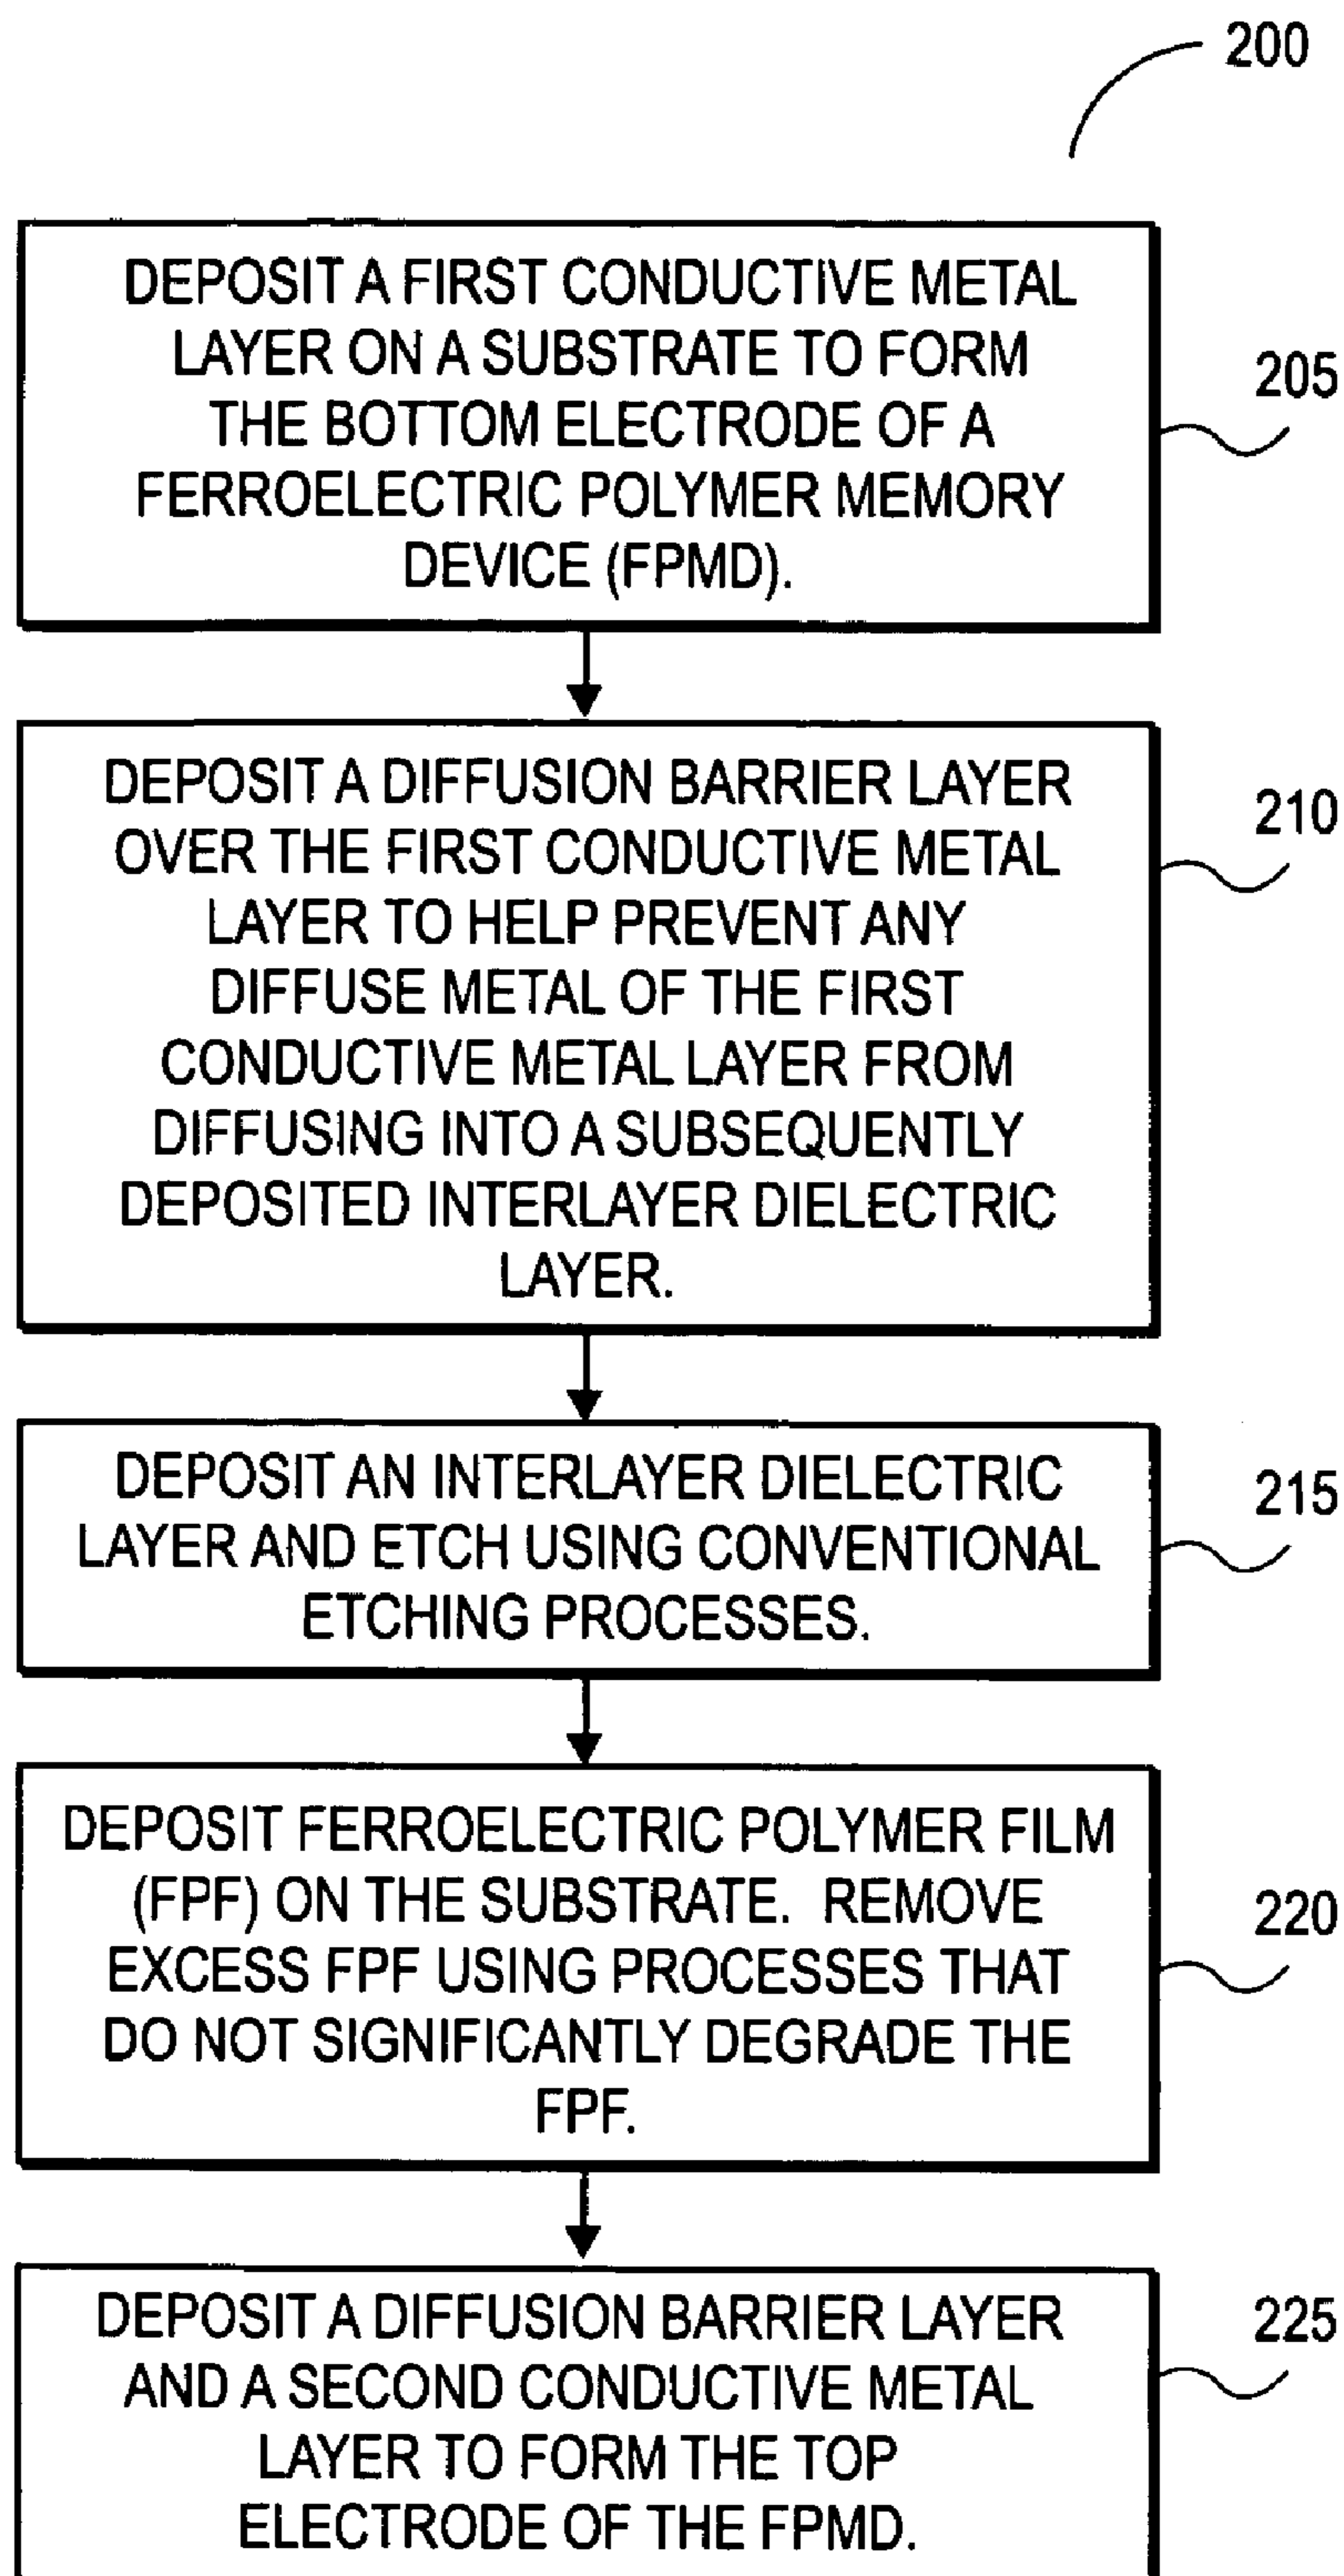 200
DEPOSIT A FIRST CONDUCTIVE METAL
LAYER ON A SUBSTRATE TO FORM
THE BOTTOM ELECTRODE OF A
FERROELECTRIC POLYMER MEMORY
DEVICE (FPMD).
205
DEPOSIT A DIFFUSION BARRIER LAYER
OVER THE FIRST CONDUCTIVE METAL
LAYER TO HELP PREVENT ANY
DIFFUSE METAL OF THE FIRST
CONDUCTIVE METAL LAYER FROM
DIFFUSING INTO A SUBSEQUENTLY
DEPOSITED INTERLAYER DIELECTRIC
LAYER.
210
DEPOSIT AN INTERLAYER DIELECTRIC
LAYER AND ETCH USING CONVENTIONAL
ETCHING PROCESSES.
215
DEPOSIT FERROELECTRIC POLYMER FILM
(FPF) ON THE SUBSTRATE. REMOVE
EXCESS FPF USING PROCESSES THAT
DO NOT SIGNIFICANTLY DEGRADE THE
FPF.
220
DEPOSIT A DIFFUSION BARRIER LAYER
AND A SECOND CONDUCTIVE METAL
LAYER TO FORM THE TOP
ELECTRODE OF THE FPMD.
225